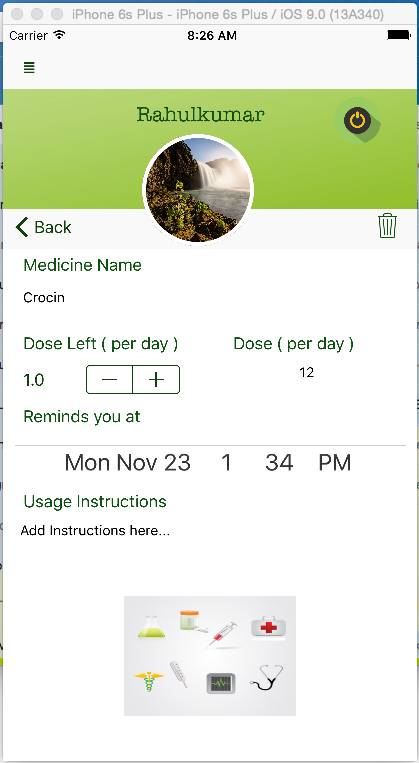 iPhone 6s Plus - iPhone 6s Plus / iOS 9.0 (13A340)
Carrier 8:26 AM
Rahulkumar
Back
Medicine Name
Crocin
Dose Left ( per day ) Dose ( per day )
1.0 − + 12
Reminds you at
Mon Nov 23 1 34 PM
Usage Instructions
Add Instructions here...